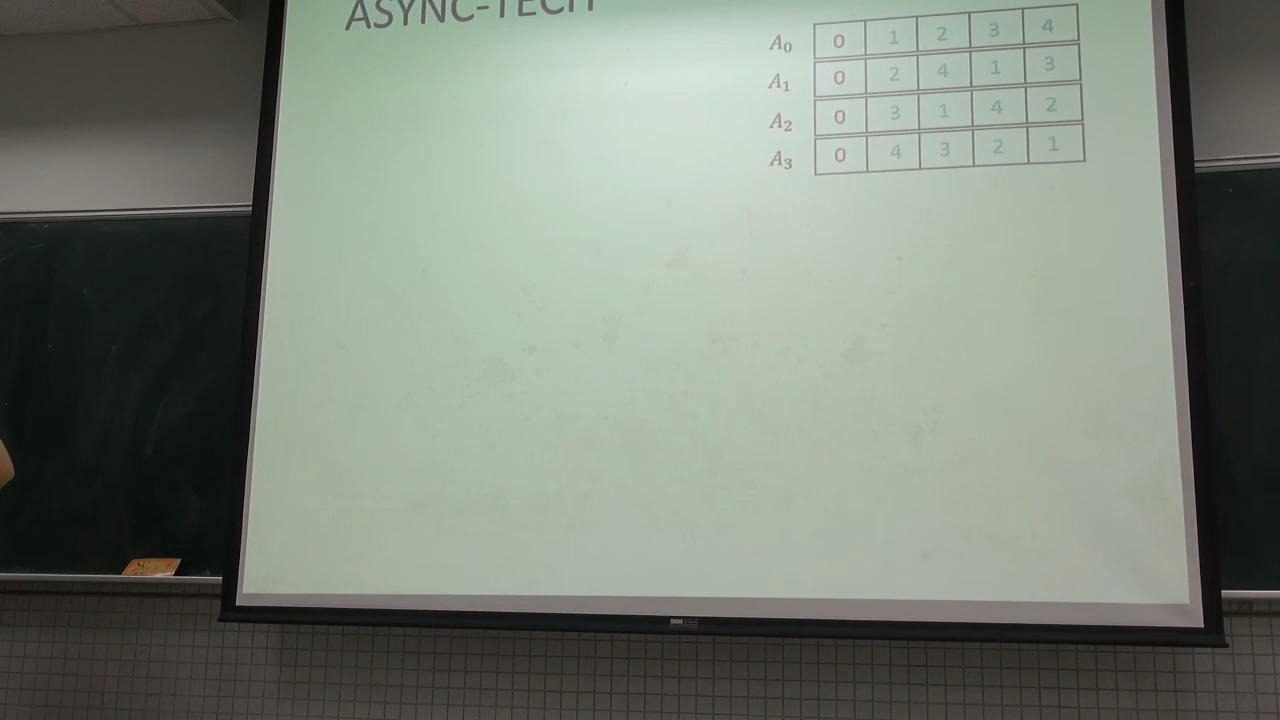 ASYNC-TECH
A₀ 0 1 2 3 4
A₁ 0 2 4 1 3
A₂ 0 3 1 4 2
A₃ 0 4 3 2 1